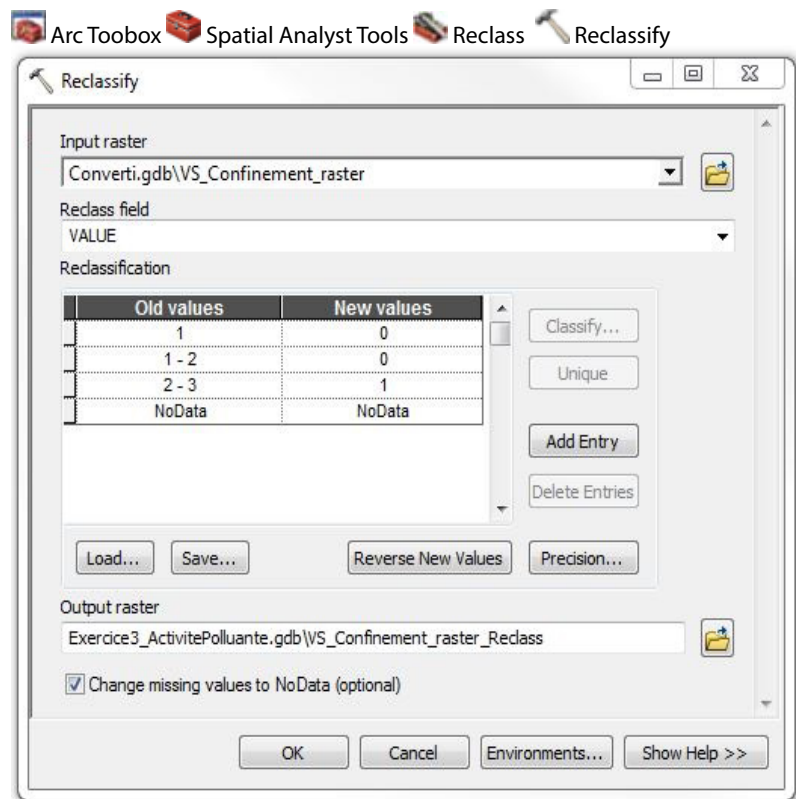 Arc Toobox Spatial Analyst Tools Reclass Reclassify
Reclassify
Input raster
Converti.gdb\VS_Confinement_raster
Reclass field
VALUE
Reclassification
Old values New values
1 0
1 - 2 0
2 - 3 1
NoData NoData
Classify...
Unique
Add Entry
Delete Entries
Load... Save... Reverse New Values Precision...
Output raster
Exercice3_ActivitePolluante.gdb\VS_Confinement_raster_Reclass
Change missing values to NoData (optional)
OK Cancel Environments... Show Help >>